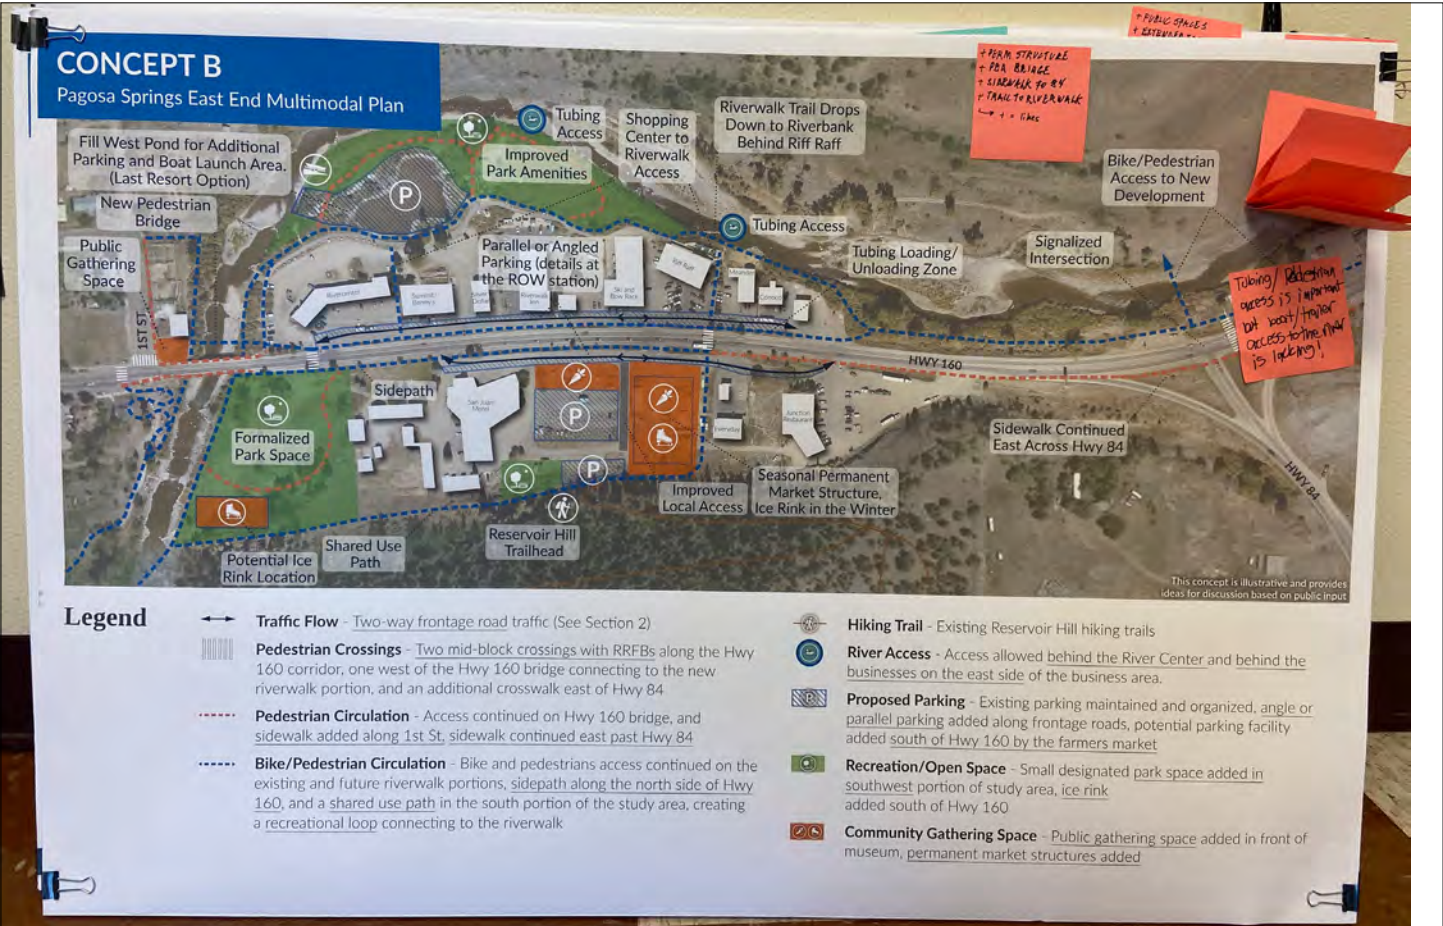 + PUBLIC SPACES
+ PERM STRUCTURE
+ PED BRIDGE
+ SIDEWALK TO 84
+ TRAIL TO RIVERWALK
+ = likes
CONCEPT B
Pagosa Springs East End Multimodal Plan
Fill West Pond for Additional
Parking and Boat Launch Area.
(Last Resort Option)
New Pedestrian
Bridge
Public
Gathering
Space
1ST ST
Tubing
Access
Improved
Park Amenities
P
Shopping
Center to
Riverwalk
Access
Riverwalk Trail Drops
Down to Riverbank
Behind Riff Raff
Tubing Access
Parallel or Angled
Parking (details at
the ROW station)
Tubing Loading/
Unloading Zone
Signalized
Intersection
Bike/Pedestrian
Access to New
Development
Tubing/Pedestrian
access is important
but boat/trailer
access to the river
is lacking!
Ski and
Bow Rack
Riff Raff
HWY 160
Sidepath
San Juan
Motel
P
Everyday
Junction
Restaurant
Formalized
Park Space
Sidewalk Continued
East Across Hwy 84
HWY 84
P
Improved
Local Access
Seasonal Permanent
Market Structure,
Ice Rink in the Winter
Reservoir Hill
Trailhead
Shared Use
Path
Potential Ice
Rink Location
This concept is illustrative and provides
ideas for discussion based on public input
Legend
Traffic Flow - Two-way frontage road traffic (See Section 2)
Pedestrian Crossings - Two mid-block crossings with RRFBs along the Hwy
160 corridor, one west of the Hwy 160 bridge connecting to the new
riverwalk portion, and an additional crosswalk east of Hwy 84
Pedestrian Circulation - Access continued on Hwy 160 bridge, and
sidewalk added along 1st St, sidewalk continued east past Hwy 84
Bike/Pedestrian Circulation - Bike and pedestrians access continued on the
existing and future riverwalk portions, sidepath along the north side of Hwy
160, and a shared use path in the south portion of the study area, creating
a recreational loop connecting to the riverwalk
Hiking Trail - Existing Reservoir Hill hiking trails
River Access - Access allowed behind the River Center and behind the
businesses on the east side of the business area.
Proposed Parking - Existing parking maintained and organized, angle or
parallel parking added along frontage roads, potential parking facility
added south of Hwy 160 by the farmers market
Recreation/Open Space - Small designated park space added in
southwest portion of study area, ice rink
added south of Hwy 160
Community Gathering Space - Public gathering space added in front of
museum, permanent market structures added